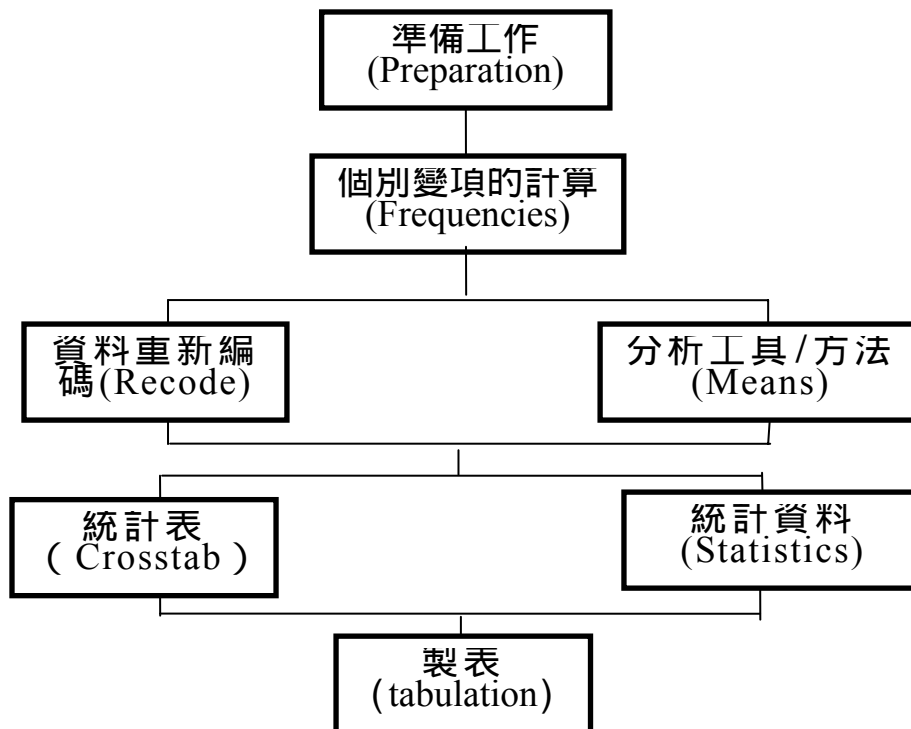 準備工作
(Preparation)
個別變項的計算
(Frequencies)
資料重新編
碼(Recode)
分析工具/方法
(Means)
統計表
( Crosstab )
統計資料
(Statistics)
製表
(tabulation)